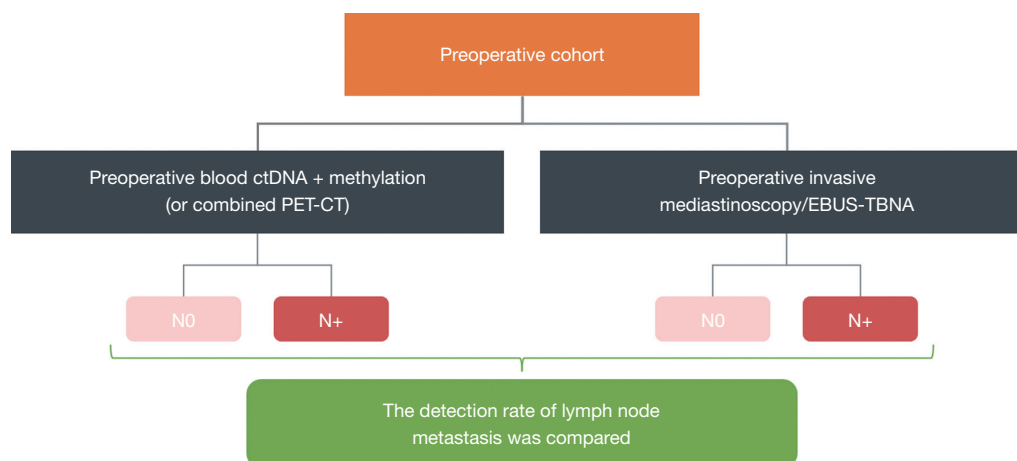 Preoperative cohort
Preoperative blood ctDNA + methylation
(or combined PET-CT)
Preoperative invasive
mediastinoscopy/EBUS-TBNA
N0
N+
N0
N+
The detection rate of lymph node
metastasis was compared